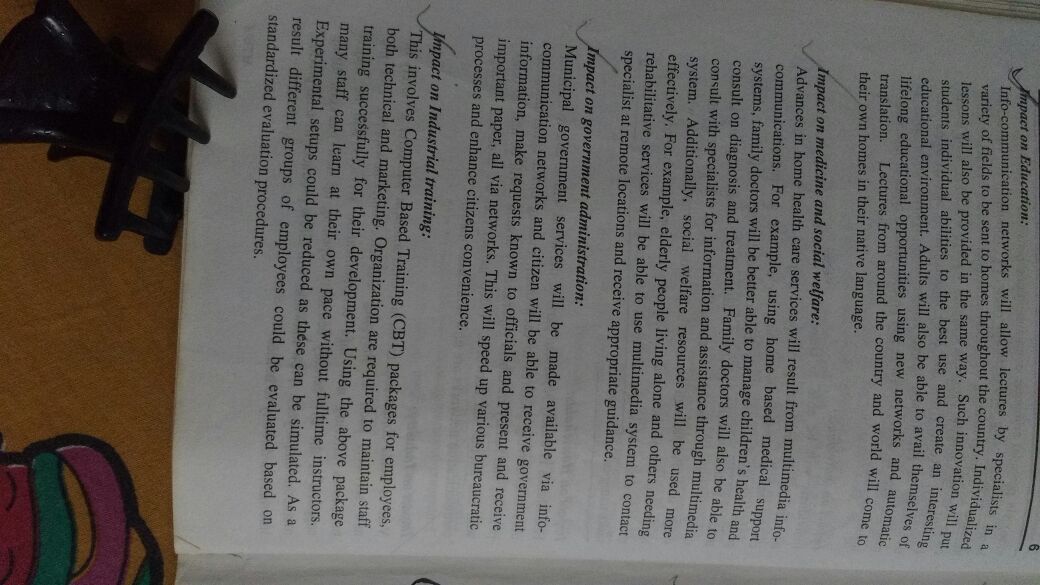 6
Impact on Education:
Info-communication networks will allow lectures by specialists in a
variety of fields to be sent to homes throughout the country. Individualized
lessons will also be provided in the same way. Such innovation will put
students individual abilities to the best use and create an interesting
educational environment. Adults will also be able to avail themselves of
lifelong educational opportunities using new networks and automatic
translation. Lectures from around the country and world will come to
their own homes in their native language.
Impact on medicine and social welfare:
Advances in home health care services will result from multimedia info-
communications. For example, using home based medical support
systems, family doctors will be better able to manage children's health and
consult on diagnosis and treatment. Family doctors will also be able to
consult with specialists for information and assistance through multimedia
system. Additionally, social welfare resources will be used more
effectively. For example, elderly people living alone and others needing
rehabilitative services will be able to use multimedia system to contact
specialist at remote locations and receive appropriate guidance.
Impact on government administration:
Municipal government services will be made available via info-
communication networks and citizen will be able to receive government
information, make requests known to officials and present and receive
important paper, all via networks. This will speed up various bureaucratic
processes and enhance citizens convenience.
Impact on Industrial training:
This involves Computer Based Training (CBT) packages for employees,
both technical and marketing. Organization are required to maintain staff
training successfully for their development. Using the above package
many staff can learn at their own pace without fulltime instructors.
Experimental setups could be reduced as these can be simulated. As a
result different groups of employees could be evaluated based on
standardized evaluation procedures.